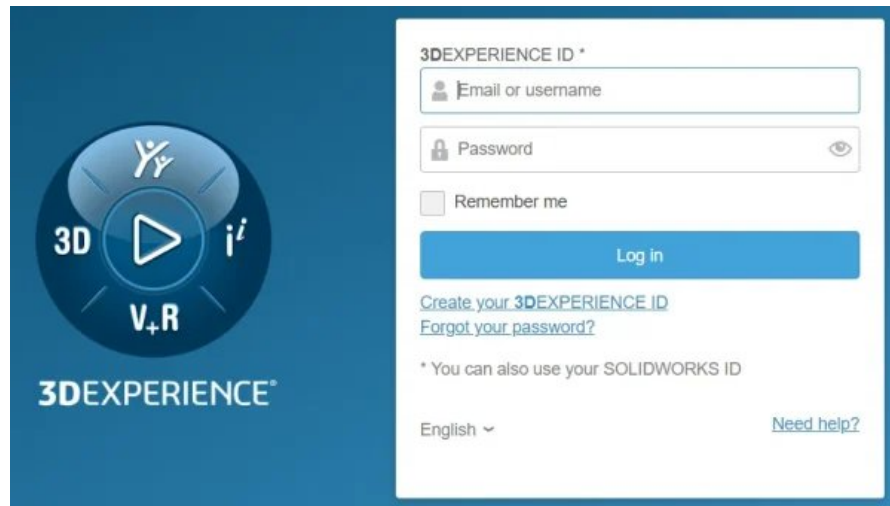 3D
i i
V+R
3DEXPERIENCE®
3DEXPERIENCE ID *
Email or username
Password
Remember me
Log in
Create your 3DEXPERIENCE ID
Forgot your password?
* You can also use your SOLIDWORKS ID
English
Need help?